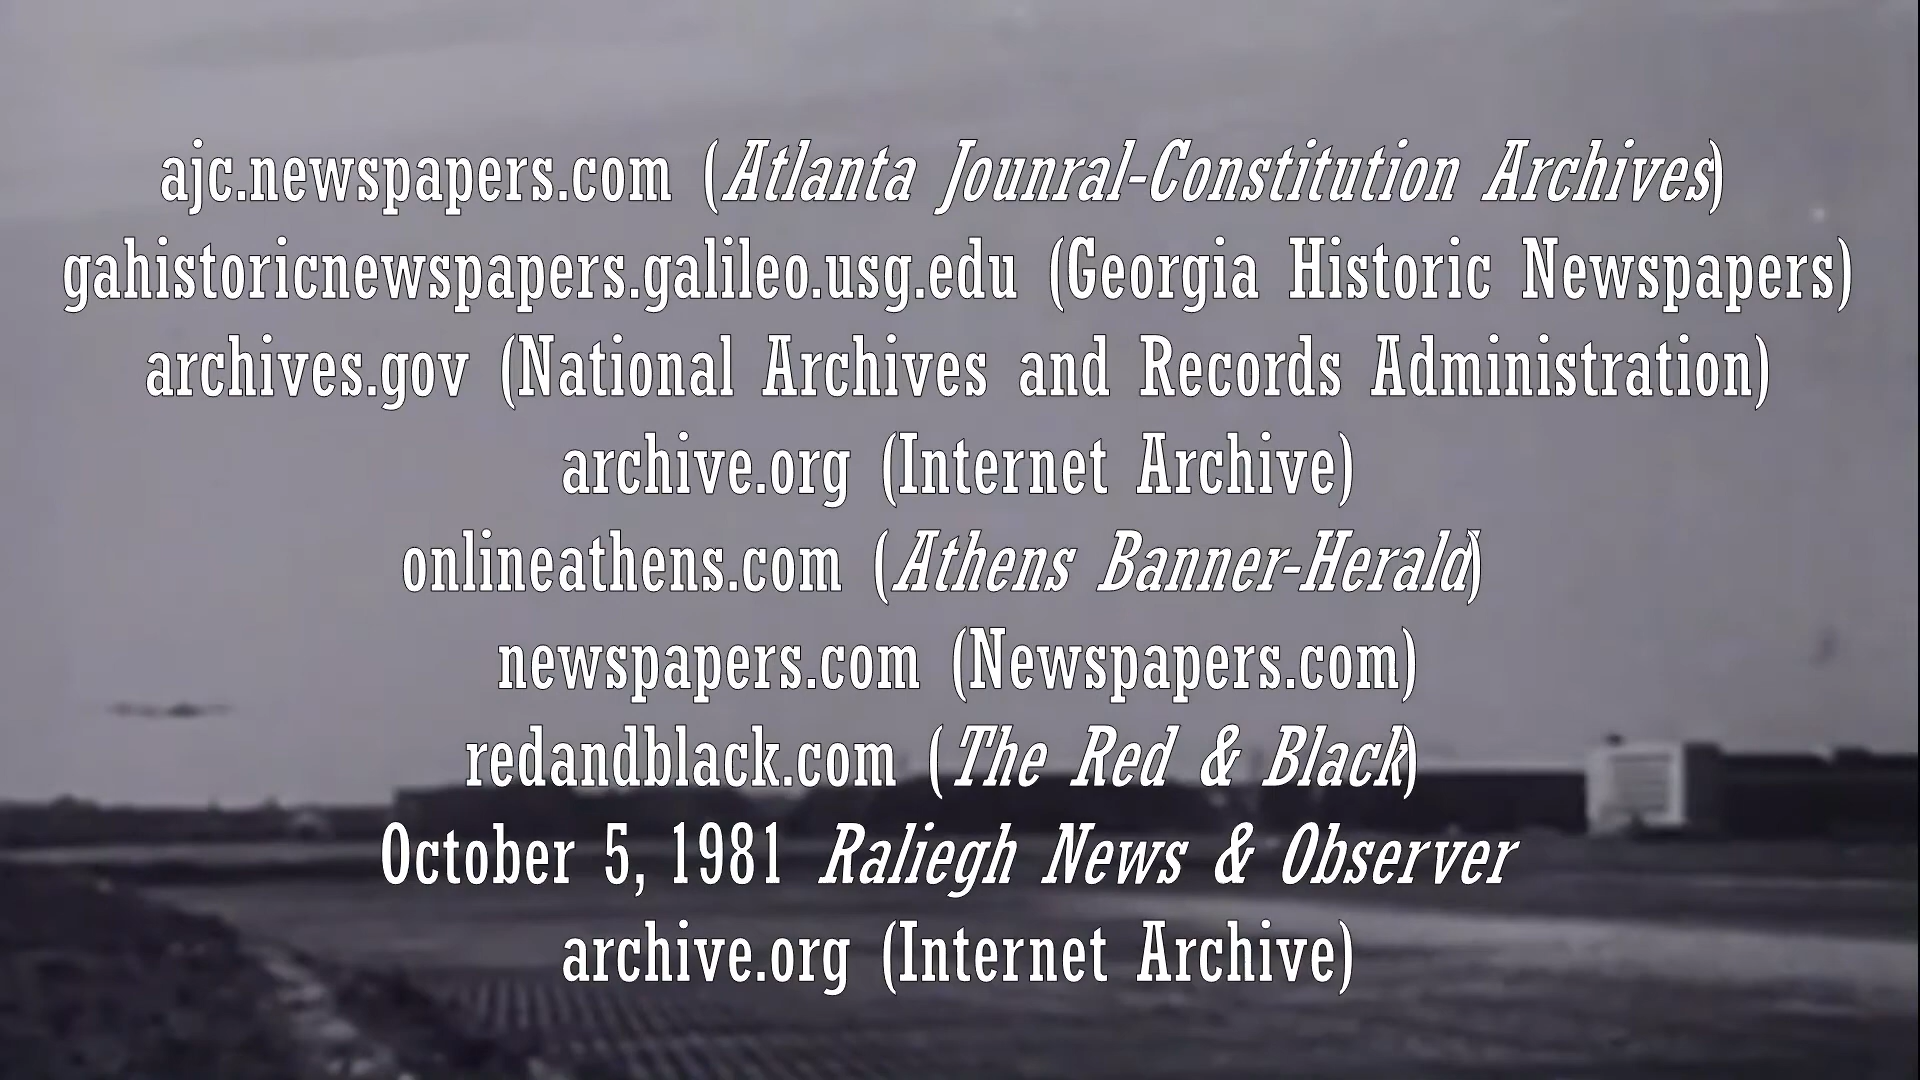 ajc.newspapers.com (Atlanta Jounral-Constitution Archives)
gahistoricnewspapers.galileo.usg.edu (Georgia Historic Newspapers)
archives.gov (National Archives and Records Administration)
archive.org (Internet Archive)
onlineathens.com (Athens Banner-Herald)
newspapers.com (Newspapers.com)
redandblack.com (The Red & Black)
October 5, 1981 Raliegh News & Observer
archive.org (Internet Archive)